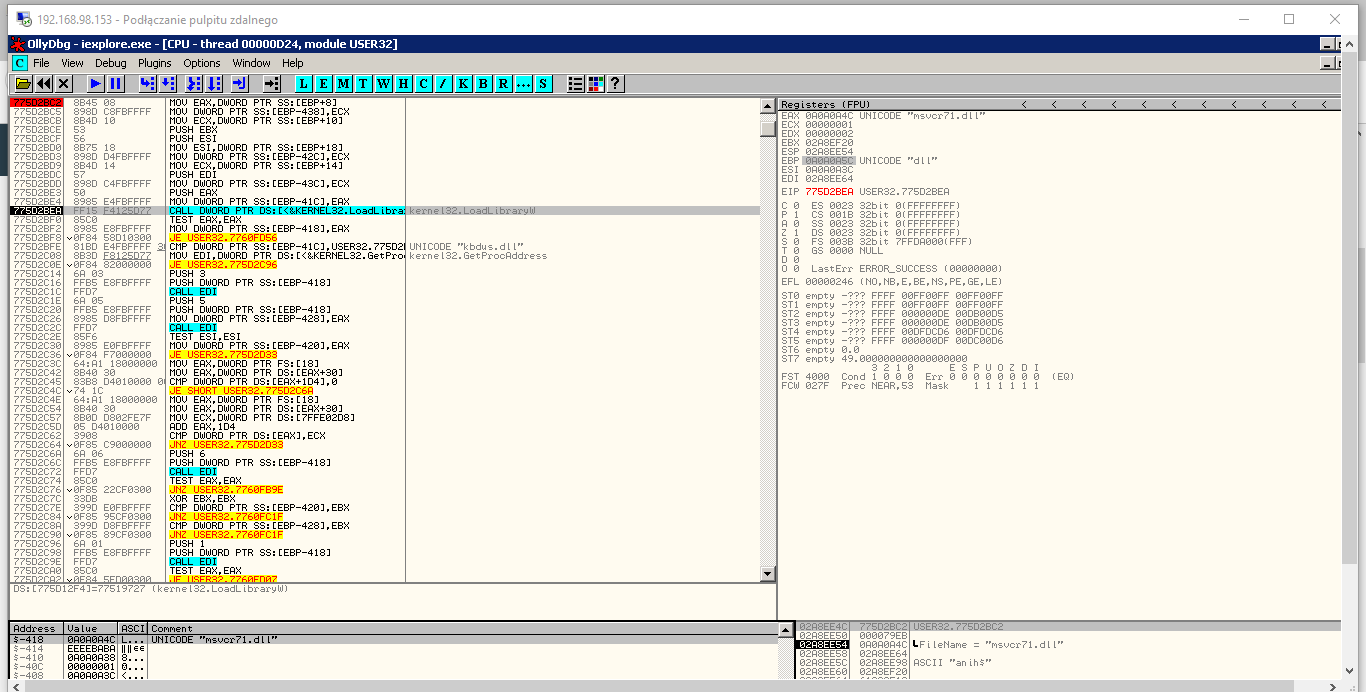 192.168.98.153 - Podłączanie pulpitu zdalnego
OllyDbg - iexplore.exe - [CPU - thread 00000D24, module USER32]
C File View Debug Plugins Options Window Help
L E M T W H C / K B R ... S ?
775D2BC2 8B45 08 MOV EAX,DWORD PTR SS:[EBP+8]
775D2BC5 898D C8FBFFFF MOV DWORD PTR SS:[EBP-438],ECX
775D2BCB 8B4D 10 MOV ECX,DWORD PTR SS:[EBP+10]
775D2BCE 53 PUSH EBX
775D2BCF 56 PUSH ESI
775D2BD0 8B75 18 MOV ESI,DWORD PTR SS:[EBP+18]
775D2BD3 898D D4FBFFFF MOV DWORD PTR SS:[EBP-42C],ECX
775D2BD9 8B4D 14 MOV ECX,DWORD PTR SS:[EBP+14]
775D2BDC 57 PUSH EDI
775D2BDD 898D C4FBFFFF MOV DWORD PTR SS:[EBP-43C],ECX
775D2BE3 50 PUSH EAX
775D2BE4 8985 E4FBFFFF MOV DWORD PTR SS:[EBP-41C],EAX
775D2BEA FF15 F4125D77 CALL DWORD PTR DS:[<&KERNEL32.LoadLibra: kernel32.LoadLibraryW
775D2BF0 85C0 TEST EAX,EAX
775D2BF2 8985 E8FBFFFF MOV DWORD PTR SS:[EBP-418],EAX
775D2BF8 0F84 58D10300 JE USER32.7760FD56
775D2BFE 81BD E4FBFFFF CMP DWORD PTR SS:[EBP-41C],USER32.775D2 UNICODE "kbdus.dll"
775D2C08 8B3D F8125D77 MOV EDI,DWORD PTR DS:[<&KERNEL32.GetPro kernel32.GetProcAddress
775D2C0E 0F84 82000000 JE USER32.775D2C96
775D2C14 6A 03 PUSH 3
775D2C16 FFB5 E8FBFFFF PUSH DWORD PTR SS:[EBP-418]
775D2C1C FFD7 CALL EDI
775D2C1E 6A 05 PUSH 5
775D2C20 FFB5 E8FBFFFF PUSH DWORD PTR SS:[EBP-418]
775D2C26 8985 D8FBFFFF MOV DWORD PTR SS:[EBP-428],EAX
775D2C2C FFD7 CALL EDI
775D2C2E 85F6 TEST ESI,ESI
775D2C30 8985 E0FBFFFF MOV DWORD PTR SS:[EBP-420],EAX
775D2C36 0F84 F7000000 JE USER32.775D2D33
775D2C3C 64:A1 18000000 MOV EAX,DWORD PTR FS:[18]
775D2C42 8B40 30 MOV EAX,DWORD PTR DS:[EAX+30]
775D2C45 83B8 D4010000 0 CMP DWORD PTR DS:[EAX+1D4],0
775D2C4C 74 1C JE SHORT USER32.775D2C6A
775D2C4E 64:A1 18000000 MOV EAX,DWORD PTR FS:[18]
775D2C54 8B40 30 MOV EAX,DWORD PTR DS:[EAX+30]
775D2C57 8B0D D802FE7F MOV ECX,DWORD PTR DS:[7FFE02D8]
775D2C5D 05 D4010000 ADD EAX,1D4
775D2C62 3908 CMP DWORD PTR DS:[EAX],ECX
775D2C64 0F85 C9000000 JNZ USER32.775D2D33
775D2C6A 6A 06 PUSH 6
775D2C6C FFB5 E8FBFFFF PUSH DWORD PTR SS:[EBP-418]
775D2C72 FFD7 CALL EDI
775D2C74 85C0 TEST EAX,EAX
775D2C76 0F85 22CF0300 JNZ USER32.7760FB9E
775D2C7C 33DB XOR EBX,EBX
775D2C7E 399D E0FBFFFF CMP DWORD PTR SS:[EBP-420],EBX
775D2C84 0F85 95CF0300 JNZ USER32.7760FC1F
775D2C8A 399D D8FBFFFF CMP DWORD PTR SS:[EBP-428],EBX
775D2C90 0F85 89CF0300 JNZ USER32.7760FC1F
775D2C96 6A 01 PUSH 1
775D2C98 FFB5 E8FBFFFF PUSH DWORD PTR SS:[EBP-418]
775D2C9E FFD7 CALL EDI
775D2CA0 85C0 TEST EAX,EAX
775D2CA2 0F84 5FD00300 JE USER32.7760FD07
DS:[775D12F4]=77519727 (kernel32.LoadLibraryW)
Registers (FPU) < < < < < < < < < < <
EAX 0A0A0A4C UNICODE "msvcr71.dll"
ECX 00000001
EDX 00000002
EBX 02A8EF20
ESP 02A8EE54
EBP 0A0A0A5C UNICODE "dll"
ESI 0A0A0A3C
EDI 02A8EE64
EIP 775D2BEA USER32.775D2BEA
C 0 ES 0023 32bit 0(FFFFFFFF)
P 1 CS 001B 32bit 0(FFFFFFFF)
A 0 SS 0023 32bit 0(FFFFFFFF)
Z 1 DS 0023 32bit 0(FFFFFFFF)
S 0 FS 003B 32bit 7FFDA000(FFF)
T 0 GS 0000 NULL
D 0
O 0 LastErr ERROR_SUCCESS (00000000)
EFL 00000246 (NO,NB,E,BE,NS,PE,GE,LE)
ST0 empty -??? FFFF 00FF00FF 00FF00FF
ST1 empty -??? FFFF 00FF00FF 00FF00FF
ST2 empty -??? FFFF 000000DE 00DB00D5
ST3 empty -??? FFFF 00FF00FF 00FF00FF
ST4 empty -??? FFFF 00DFDCD6 00DFDCD6
ST5 empty -??? FFFF 000000DF 00DC00D6
ST6 empty 0.0
ST7 empty 49.000000000000000000
3 2 1 0 E S P U O Z D I
FST 4000 Cond 1 0 0 0 Err 0 0 0 0 0 0 0 0 (EQ)
FCW 027F Prec NEAR,53 Mask 1 1 1 1 1 1
Address Value ASCI Comment
$-418 0A0A0A4C L... UNICODE "msvcr71.dll"
$-414 EEEEBABA
$-410 0A0A0A38 8...
$-40C 00000001 0...
$-408 0A0A0A3C <...
02A8EE4C 775D2BC2 USER32.775D2BC2
02A8EE50 000079EB
02A8EE54 0A0A0A4C FileName = "msvcr71.dll"
02A8EE58 02A8EE64
02A8EE5C 02A8EE98 ASCII "anih$"
02A8EE60 02A8EF20